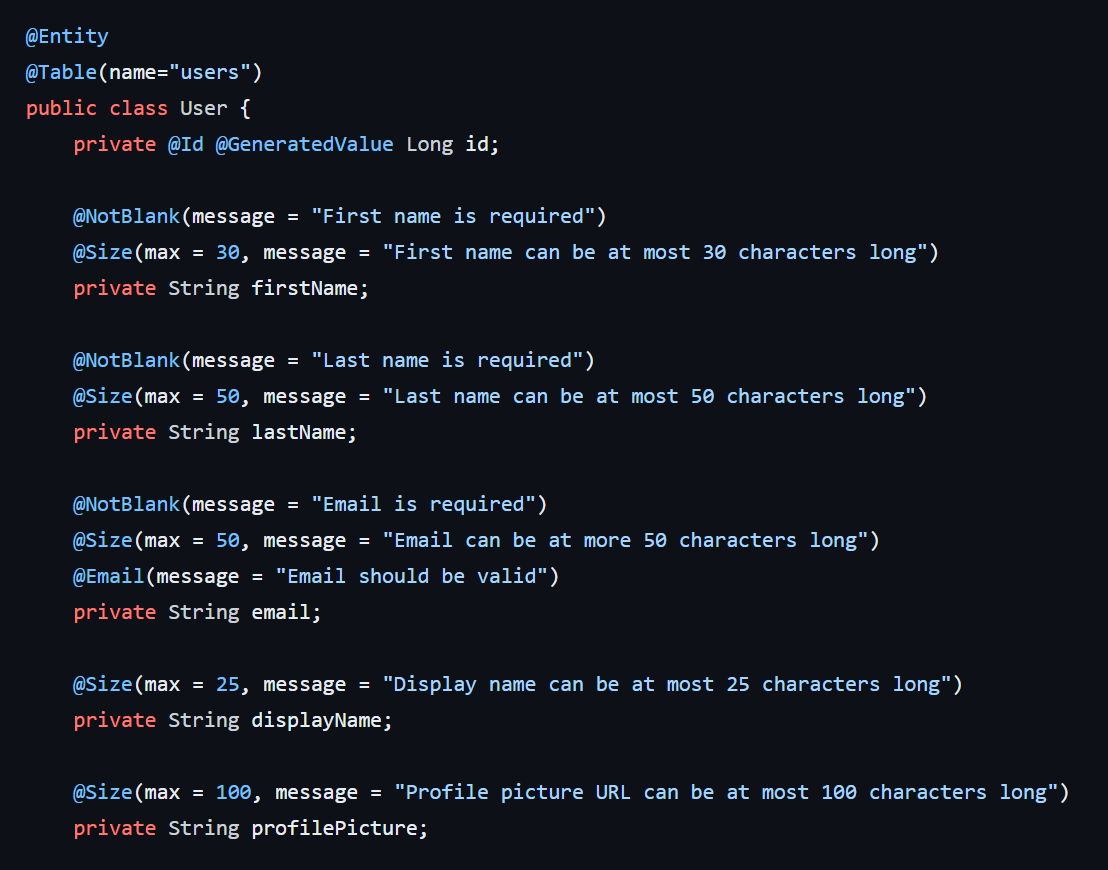 @Entity
@Table(name="users")
public class User {
    private @Id @GeneratedValue Long id;

    @NotBlank(message = "First name is required")
    @Size(max = 30, message = "First name can be at most 30 characters long")
    private String firstName;

    @NotBlank(message = "Last name is required")
    @Size(max = 50, message = "Last name can be at most 50 characters long")
    private String lastName;

    @NotBlank(message = "Email is required")
    @Size(max = 50, message = "Email can be at more 50 characters long")
    @Email(message = "Email should be valid")
    private String email;

    @Size(max = 25, message = "Display name can be at most 25 characters long")
    private String displayName;

    @Size(max = 100, message = "Profile picture URL can be at most 100 characters long")
    private String profilePicture;